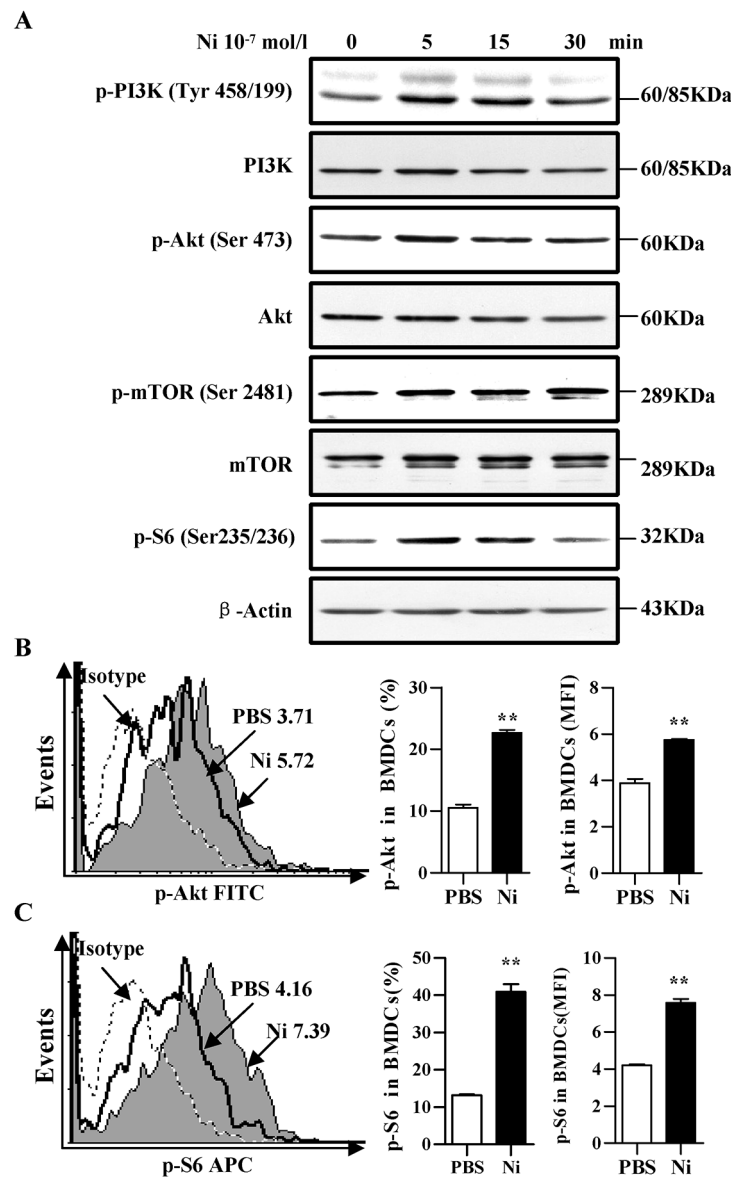 A
Ni 10⁻⁷ mol/l 0 5 15 30 min
p-PI3K (Tyr 458/199) 60/85KDa
PI3K 60/85KDa
p-Akt (Ser 473) 60KDa
Akt 60KDa
p-mTOR (Ser 2481) 289KDa
mTOR 289KDa
p-S6 (Ser235/236) 32KDa
β-Actin 43KDa
B
Isotype
PBS 3.71
Ni 5.72
Events
p-Akt FITC
p-Akt in BMDCs (%)
30
20
10
0
**
PBS Ni
p-Akt in BMDCs (MFI)
8
6
4
2
0
**
PBS Ni
C
Isotype
PBS 4.16
Ni 7.39
Events
p-S6 APC
p-S6 in BMDCs(%)
50
40
30
20
10
0
**
PBS Ni
p-S6 in BMDCs(MFI)
10
8
6
4
2
0
**
PBS Ni